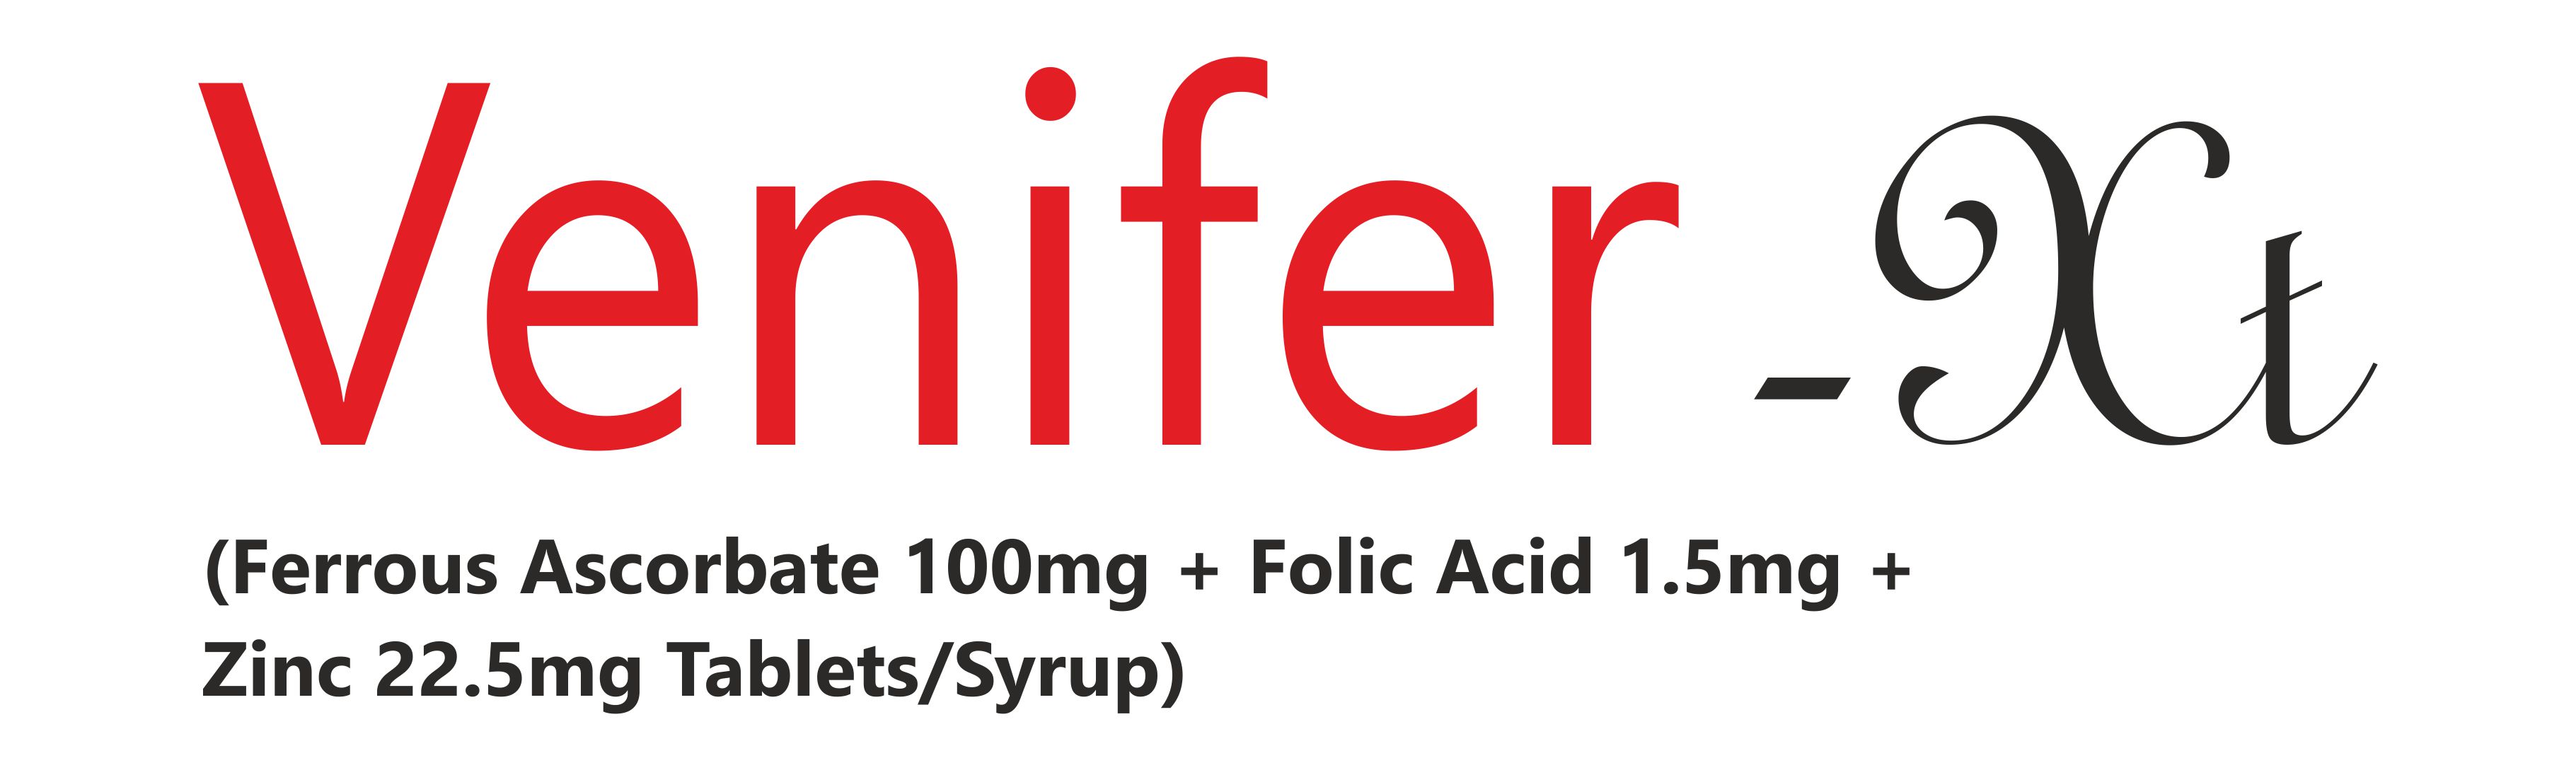 Venifer -Xt
(Ferrous Ascorbate 100mg + Folic Acid 1.5mg +
Zinc 22.5mg Tablets/Syrup)